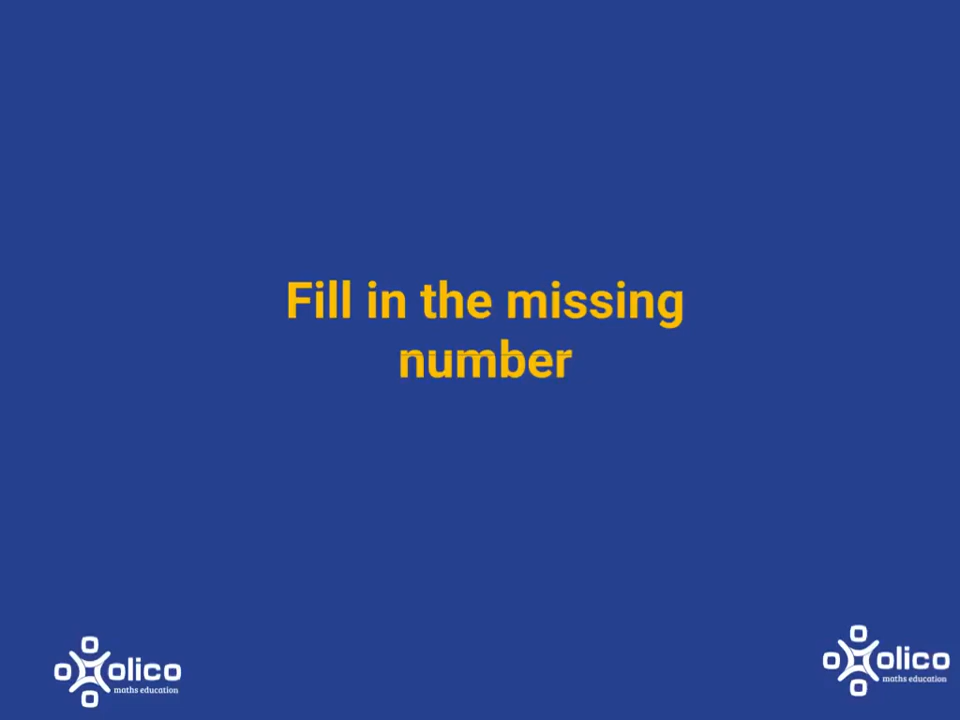 Fill in the missing
number
olico
maths education
olico
maths education